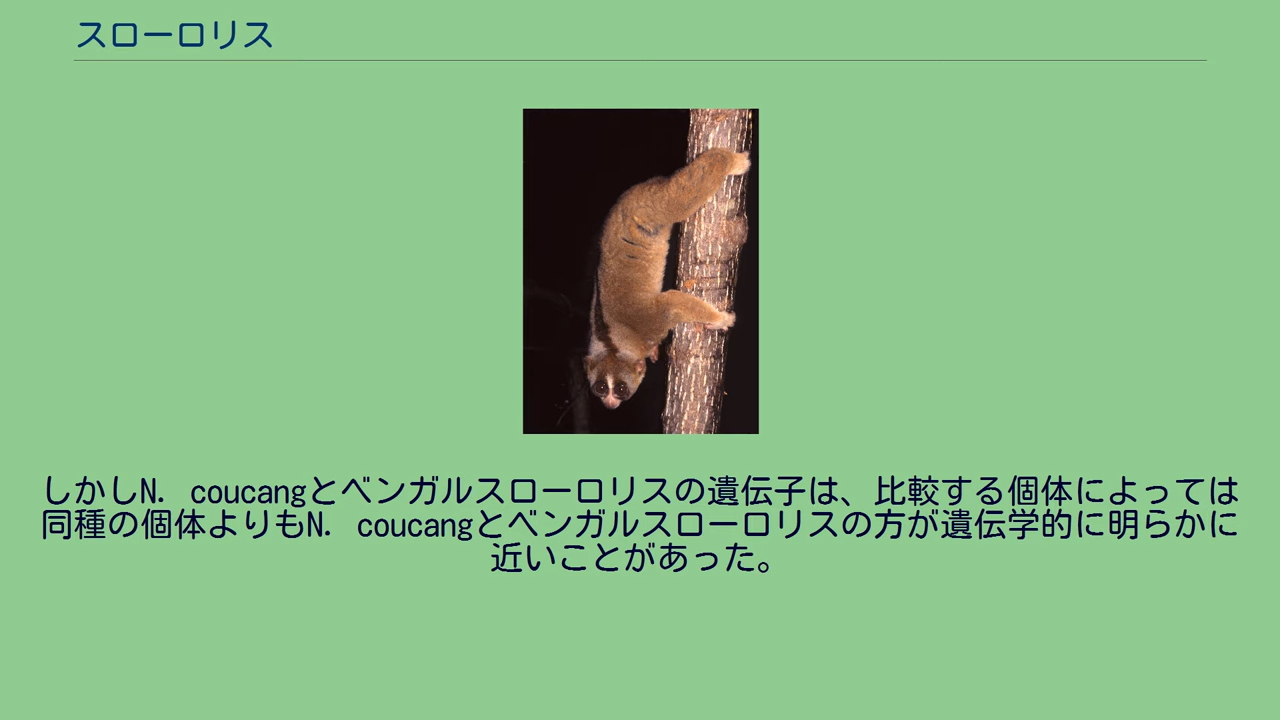 スローロリス
しかしN. coucangとベンガルスローロリスの遺伝子は、比較する個体によっては
同種の個体よりもN. coucangとベンガルスローロリスの方が遺伝学的に明らかに
近いことがあった。